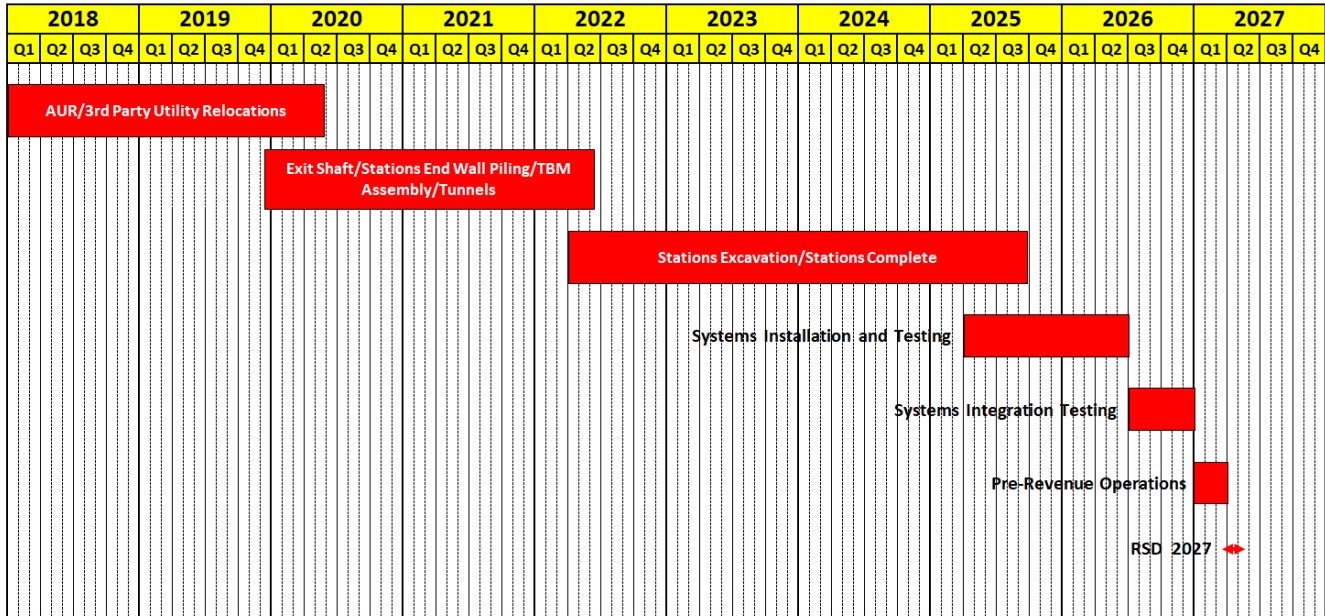 2018 2019 2020 2021 2022 2023 2024 2025 2026 2027
Q1 Q2 Q3 Q4 Q1 Q2 Q3 Q4 Q1 Q2 Q3 Q4 Q1 Q2 Q3 Q4 Q1 Q2 Q3 Q4 Q1 Q2 Q3 Q4 Q1 Q2 Q3 Q4 Q1 Q2 Q3 Q4 Q1 Q2 Q3 Q4 Q1 Q2 Q3 Q4
AUR/3rd Party Utility Relocations
Exit Shaft/Stations End Wall Piling/TBM
Assembly/Tunnels
Stations Excavation/Stations Complete
Systems Installation and Testing
Systems Integration Testing
Pre-Revenue Operations
RSD 2027